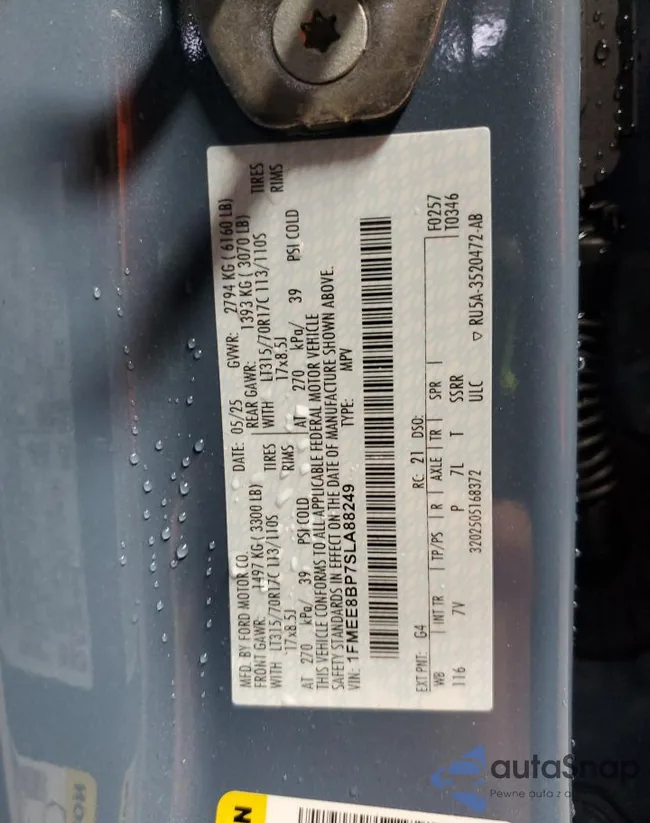 MFD. BY FORD MOTOR CO. DATE: 05/25 GVWR: 2794 KG ( 6160 LB)
FRONT GAWR: 1497 KG ( 3300 LB) REAR GAWR: 1393 KG ( 3070 LB)
WITH LT315/70R17C 113/110S TIRES WITH LT315/70R17C 113/110S TIRES
17x8.5J RIMS 17x8.5J RIMS
AT 270 kPa/ 39 PSI COLD AT 270 kPa/ 39 PSI COLD
THIS VEHICLE CONFORMS TO ALL APPLICABLE FEDERAL MOTOR VEHICLE
SAFETY STANDARDS IN EFFECT ON THE DATE OF MANUFACTURE SHOWN ABOVE.
VIN: 1FMEE8BP7SLA88249 TYPE: MPV
F0257
T0346
EXT PNT: G4 RC: 21 DSO:
WB INT TR TP/PS R AXLE TR SPR
116 7V P 7L T SSRR
3202505168372 ULC ▽ RU5A-3520472-AB
autaSnap
Pewne auta z